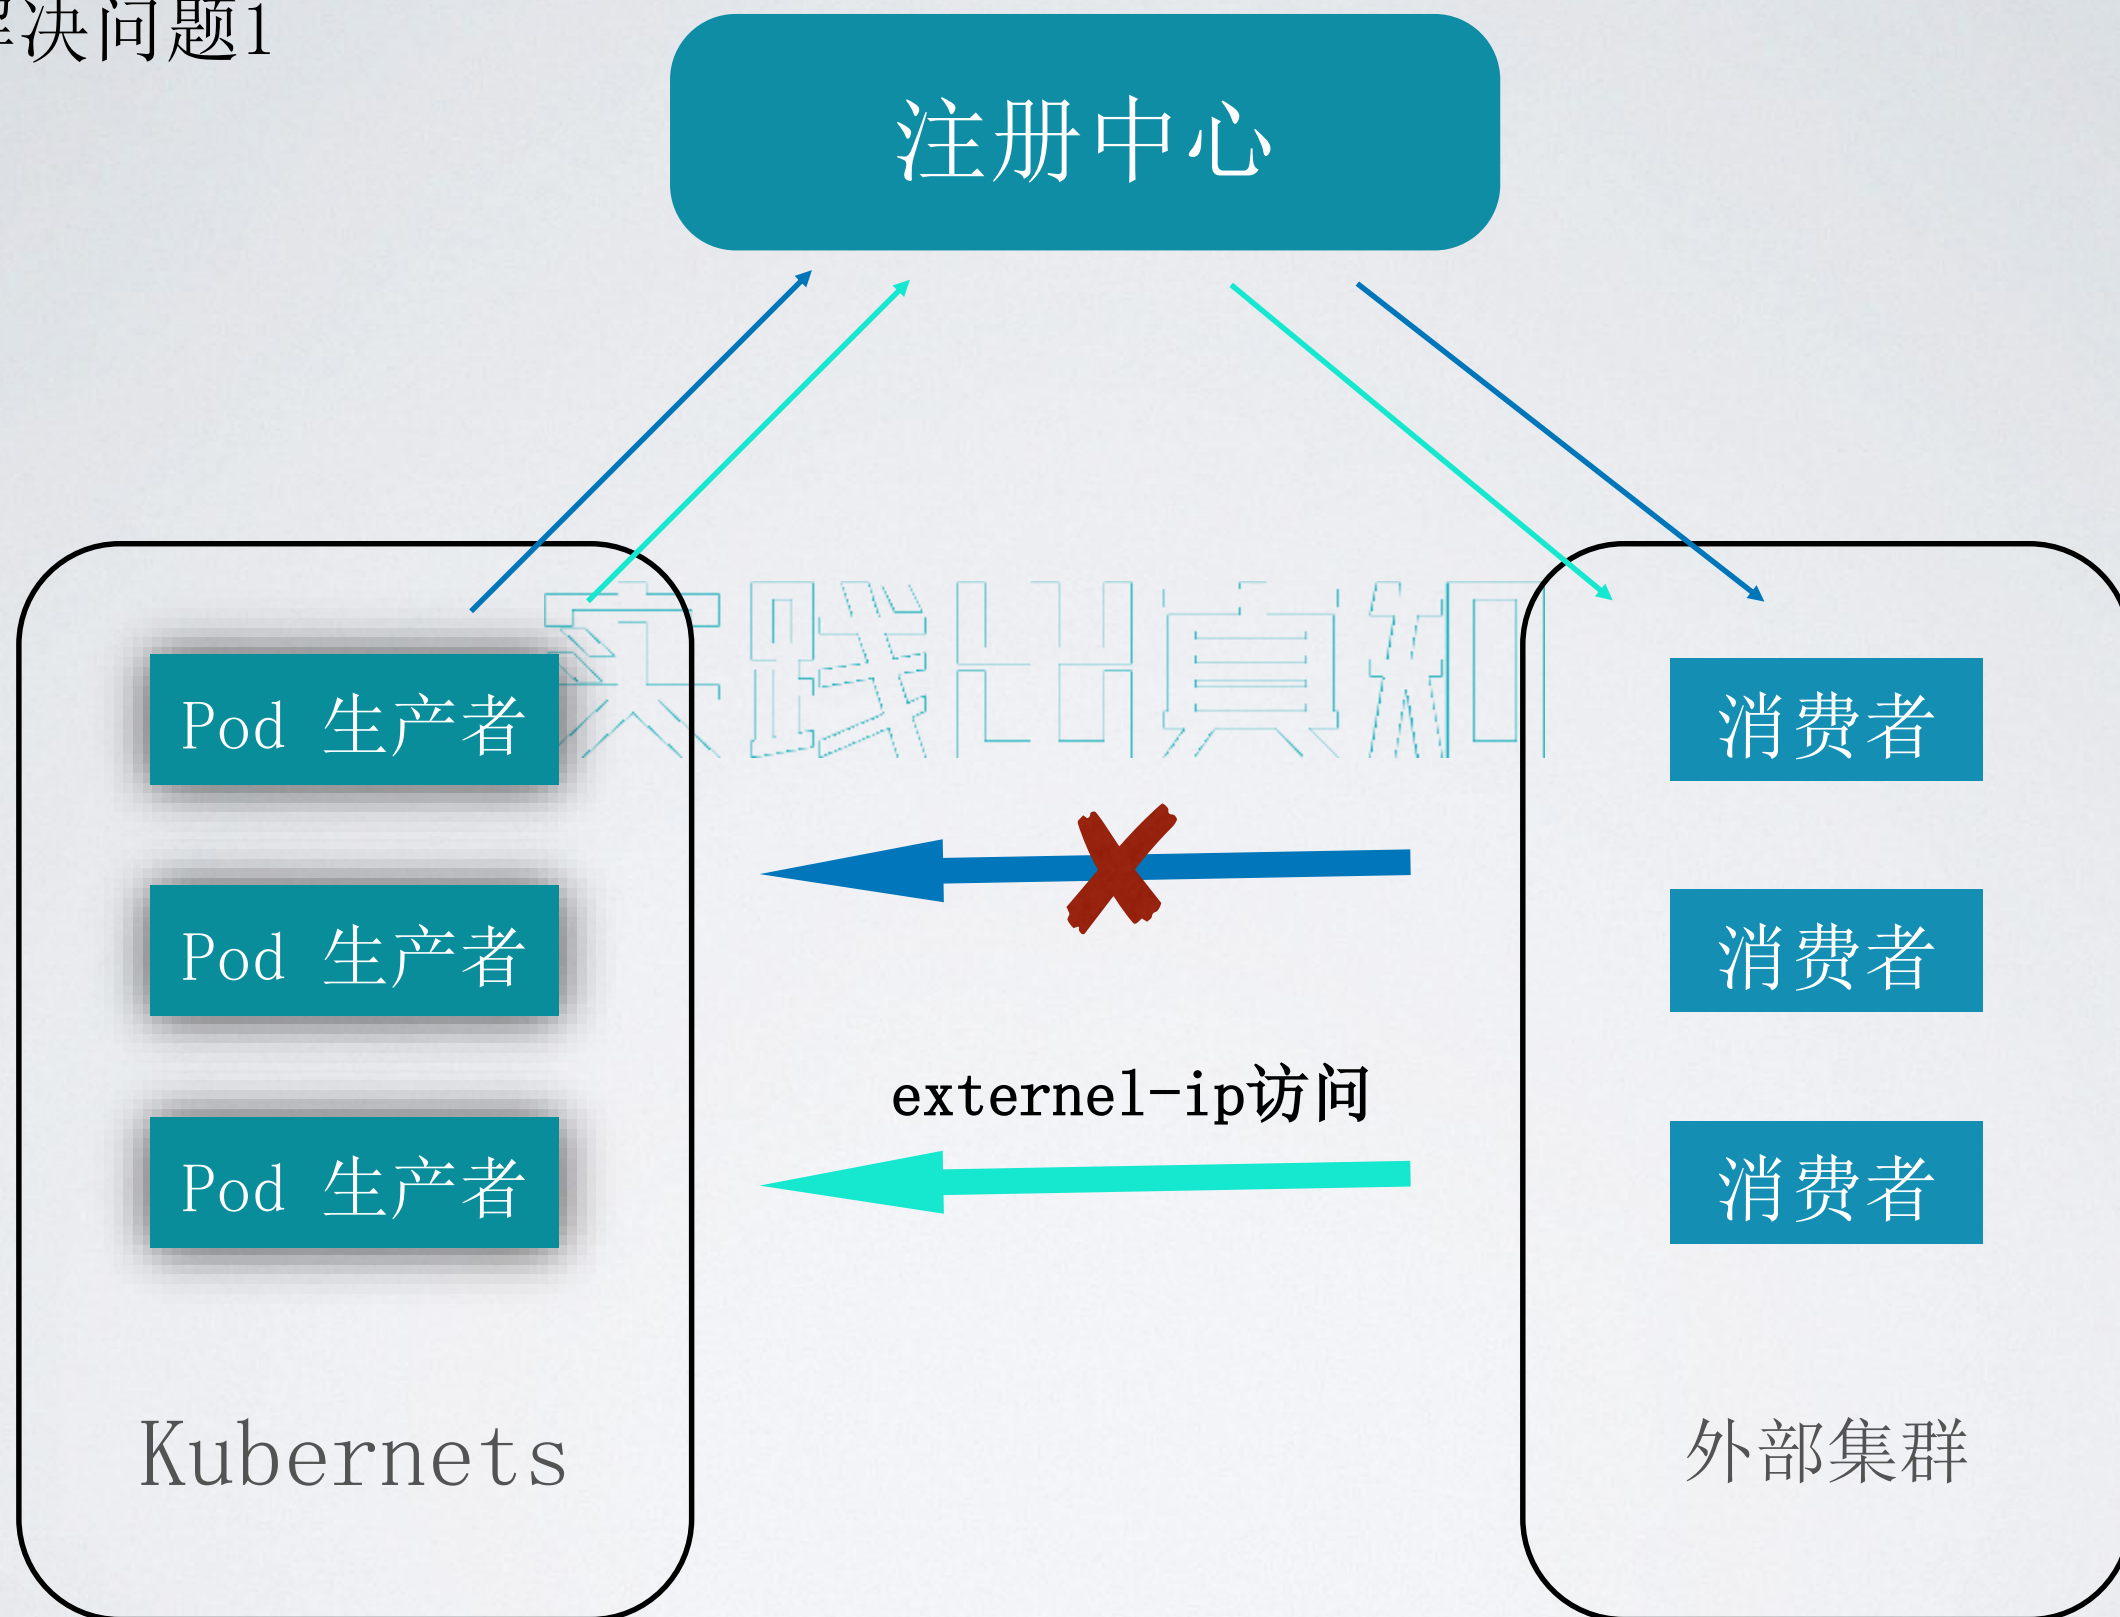 解决问题1
注册中心
实践出真知
Pod 生产者
消费者
Pod 生产者
消费者
externel-ip访问
Pod 生产者
消费者
Kubernets
外部集群